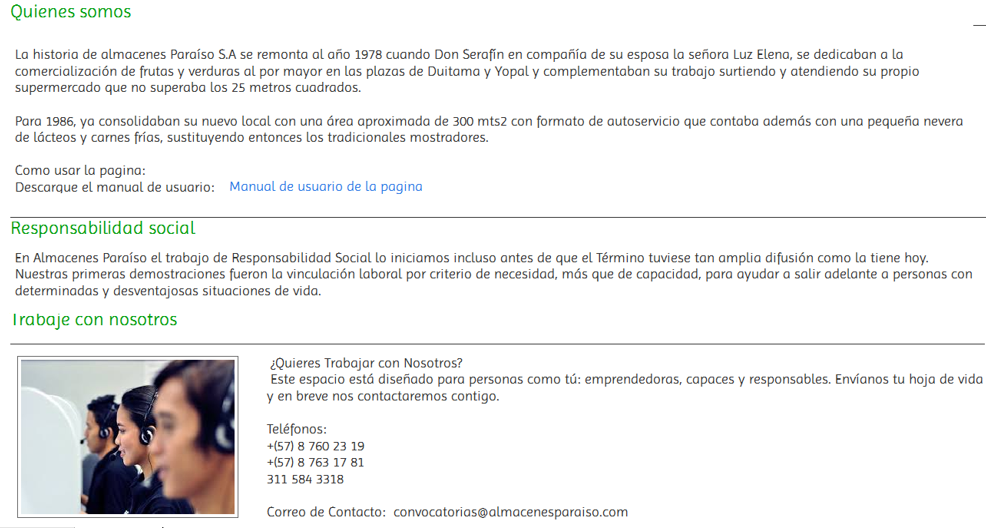 Quienes somos
La historia de almacenes Paraíso S.A se remonta al año 1978 cuando Don Serafín en compañía de su esposa la señora Luz Elena, se dedicaban a la
comercialización de frutas y verduras al por mayor en las plazas de Duitama y Yopal y complementaban su trabajo surtiendo y atendiendo su propio
supermercado que no superaba los 25 metros cuadrados.
Para 1986, ya consolidaban su nuevo local con una área aproximada de 300 mts2 con formato de autoservicio que contaba además con una pequeña nevera
de lácteos y carnes frías, sustituyendo entonces los tradicionales mostradores.
Como usar la pagina:
Descargue el manual de usuario: Manual de usuario de la pagina
Responsabilidad social
En Almacenes Paraíso el trabajo de Responsabilidad Social lo iniciamos incluso antes de que el Término tuviese tan amplia difusión como la tiene hoy.
Nuestras primeras demostraciones fueron la vinculación laboral por criterio de necesidad, más que de capacidad, para ayudar a salir adelante a personas con
determinadas y desventajosas situaciones de vida.
Trabaje con nosotros
¿Quieres Trabajar con Nosotros?
Este espacio está diseñado para personas como tú: emprendedoras, capaces y responsables. Envíanos tu hoja de vida
y en breve nos contactaremos contigo.
Teléfonos:
+(57) 8 760 23 19
+(57) 8 763 17 81
311 584 3318
Correo de Contacto: convocatorias@almacenesparaiso.com